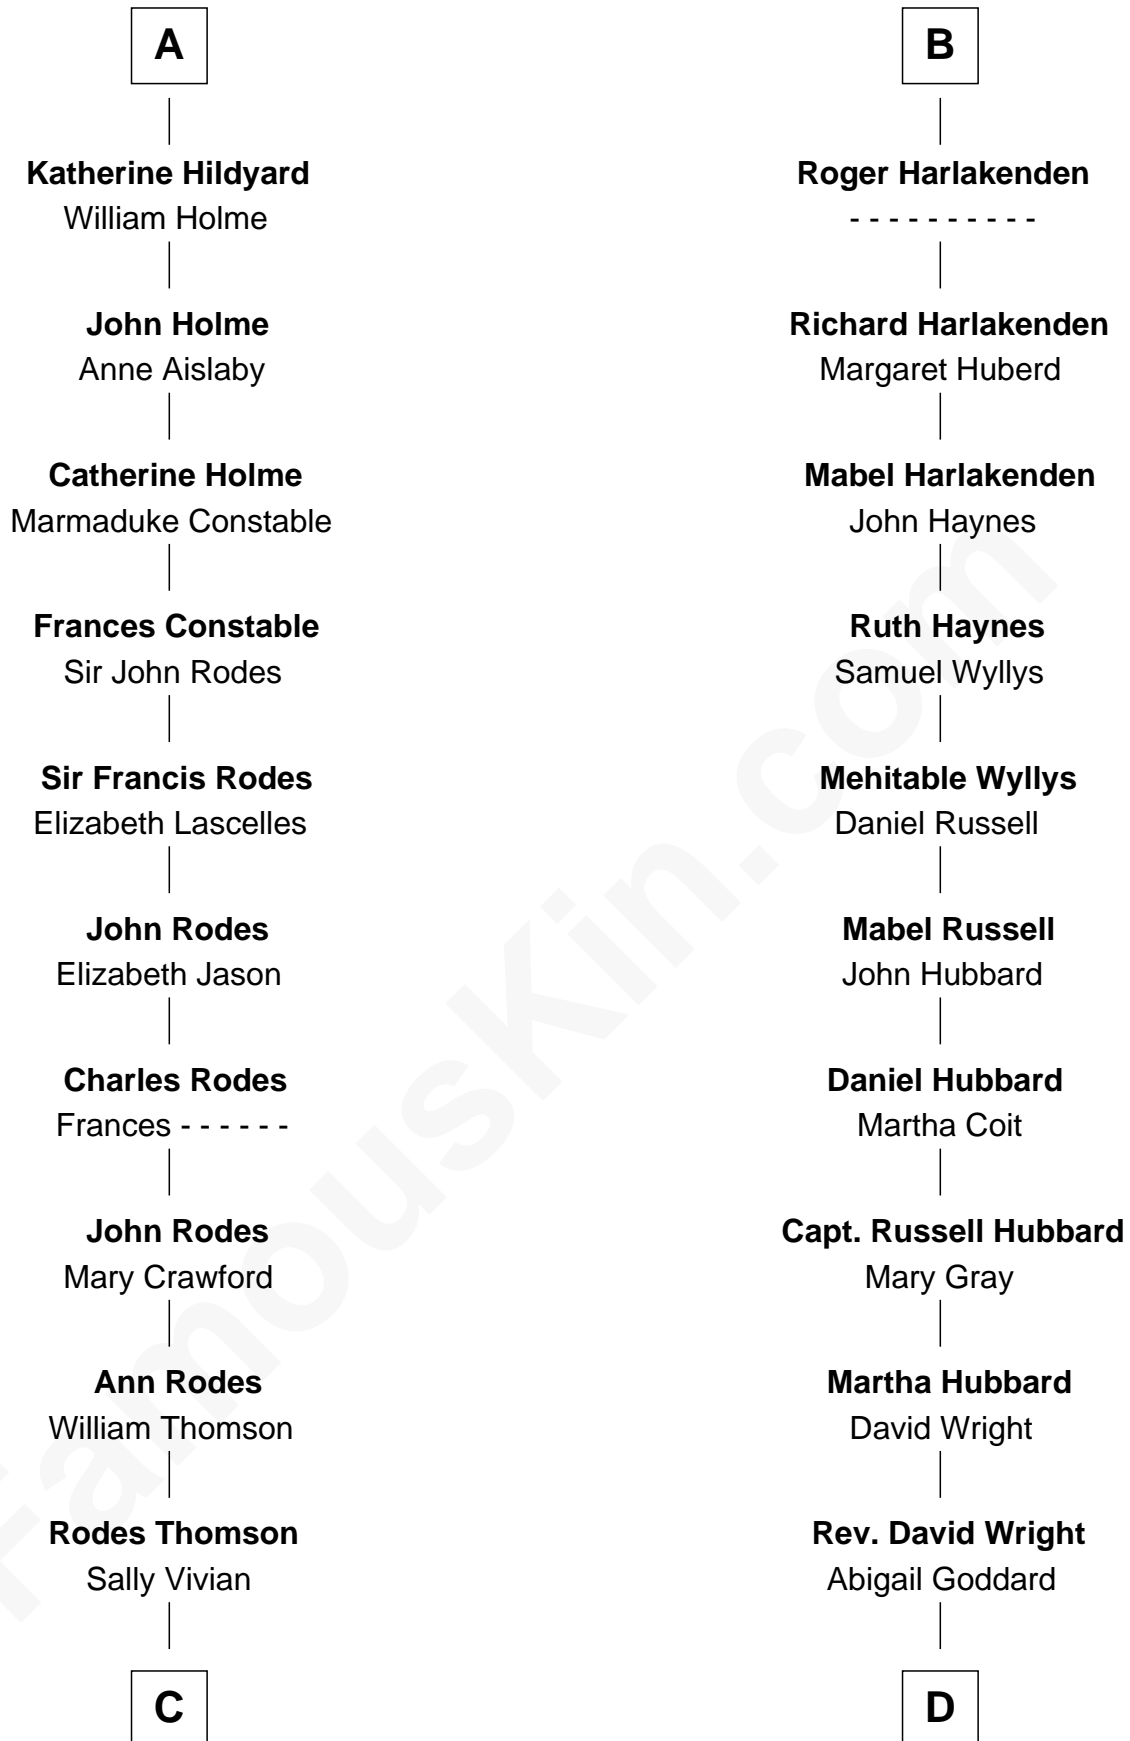 A
Katherine Hildyard
William Holme
John Holme
Anne Aislaby
Catherine Holme
Marmaduke Constable
Frances Constable
Sir John Rodes
Sir Francis Rodes
Elizabeth Lascelles
John Rodes
Elizabeth Jason
Charles Rodes
Frances - - - - - -
John Rodes
Mary Crawford
Ann Rodes
William Thomson
Rodes Thomson
Sally Vivian
C
B
Roger Harlakenden
- - - - - - - - - -
Richard Harlakenden
Margaret Huberd
Mabel Harlakenden
John Haynes
Ruth Haynes
Samuel Wyllys
Mehitable Wyllys
Daniel Russell
Mabel Russell
John Hubbard
Daniel Hubbard
Martha Coit
Capt. Russell Hubbard
Mary Gray
Martha Hubbard
David Wright
Rev. David Wright
Abigail Goddard
D
FamousKin.com